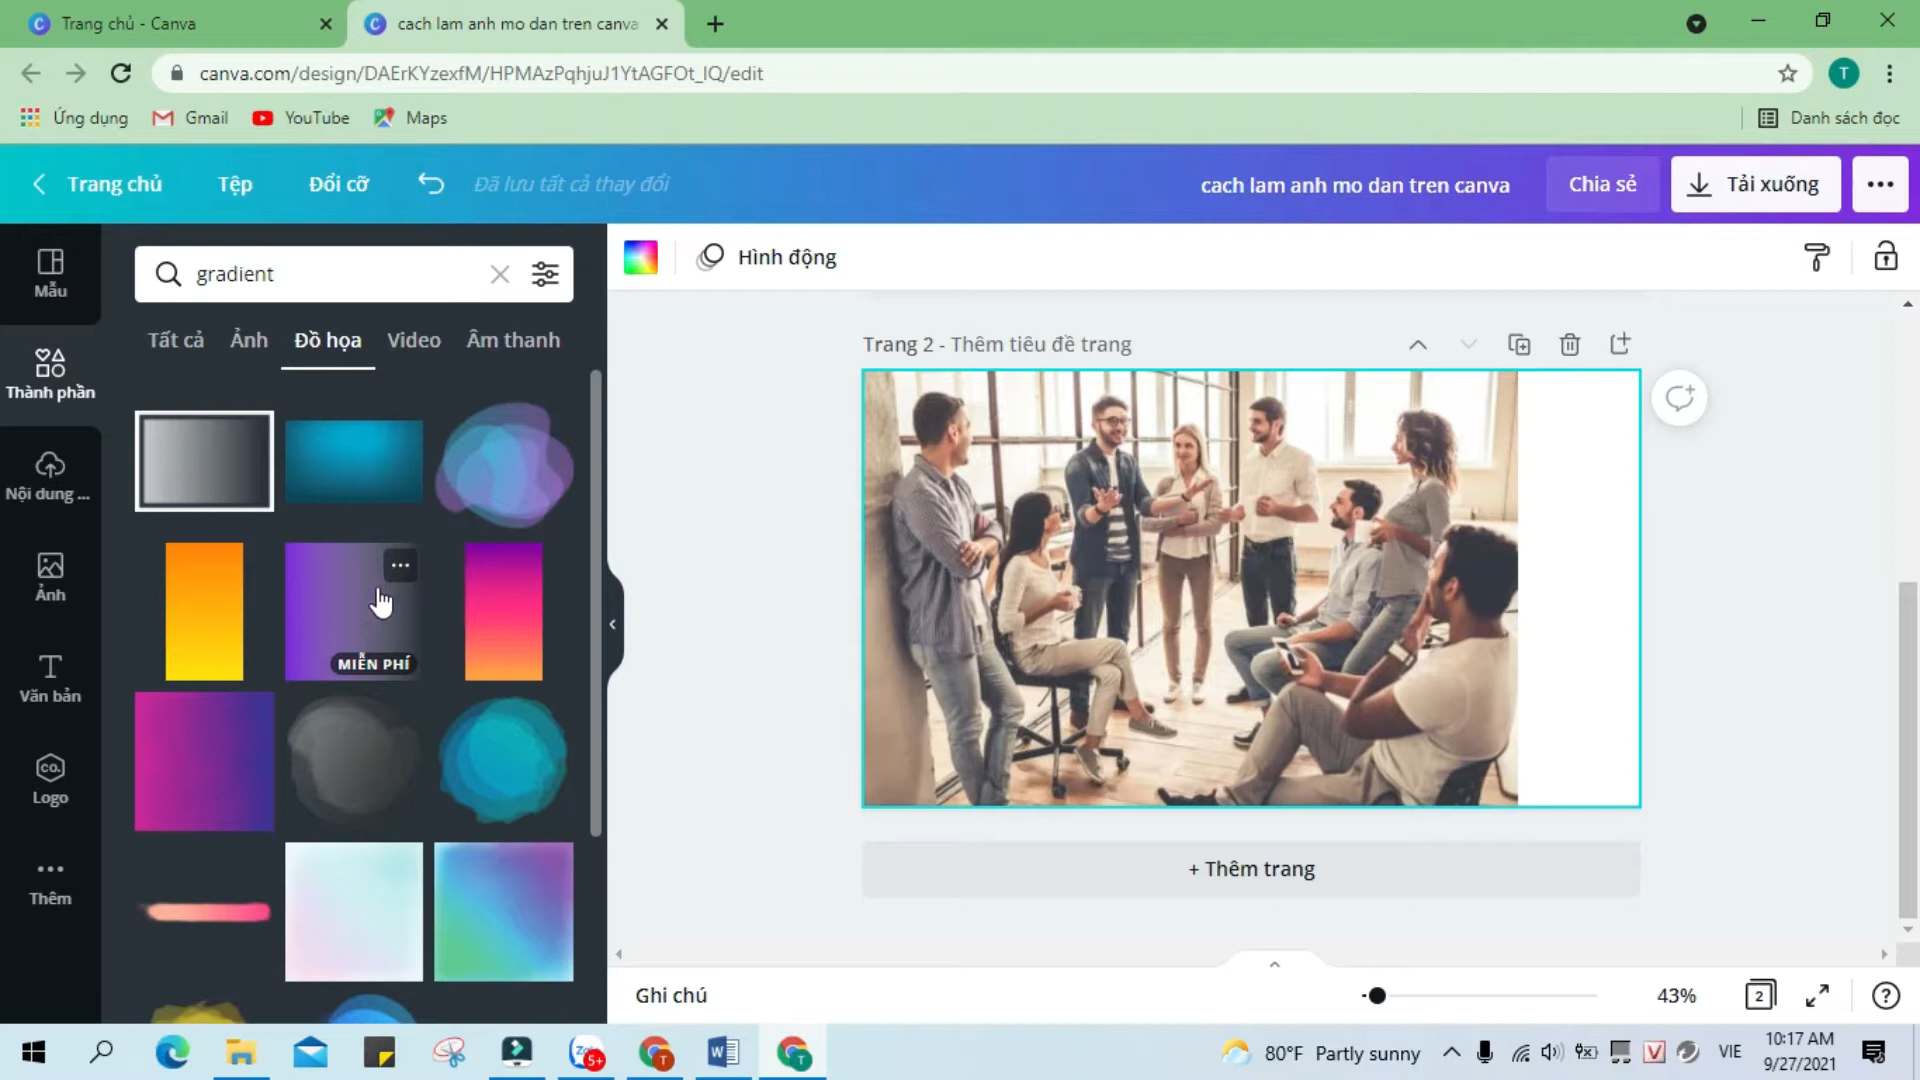 Trang chủ - Canva
cach lam anh mo dan tren canva
canva.com/design/DAErKYzexfM/HPMAzPqhjuJ1YtAGFOt_lQ/edit
T
Ứng dụng
Gmail
YouTube
Maps
Danh sách đọc
Trang chủ
Tệp
Đổi cỡ
Đã lưu tất cả thay đổi
cach lam anh mo dan tren canva
Chia sẻ
Tải xuống
Mẫu
Thành phần
Nội dung ...
Ảnh
Văn bản
CO.
Logo
Thêm
gradient
Tất cả
Ảnh
Đồ họa
Video
Âm thanh
MIỄN PHÍ
Hình động
Trang 2 - Thêm tiêu đề trang
+ Thêm trang
Ghi chú
43%
2
80°F Partly sunny
VIE
10:17 AM
9/27/2021